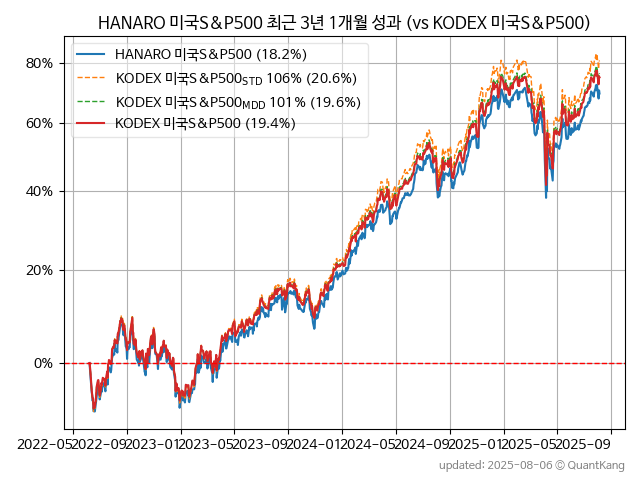 HANARO 미국S&P500 최근 3년 1개월 성과 (vs KODEX 미국S&P500)
HANARO 미국S&P500 (18.2%)
KODEX 미국S&P500STD 106% (20.6%)
KODEX 미국S&P500MDD 101% (19.6%)
KODEX 미국S&P500 (19.4%)
80%
60%
40%
20%
0%
2022-05 2022-09 2023-01 2023-05 2023-09 2024-01 2024-05 2024-09 2025-01 2025-05 2025-09
updated: 2025-08-06 © QuantKang